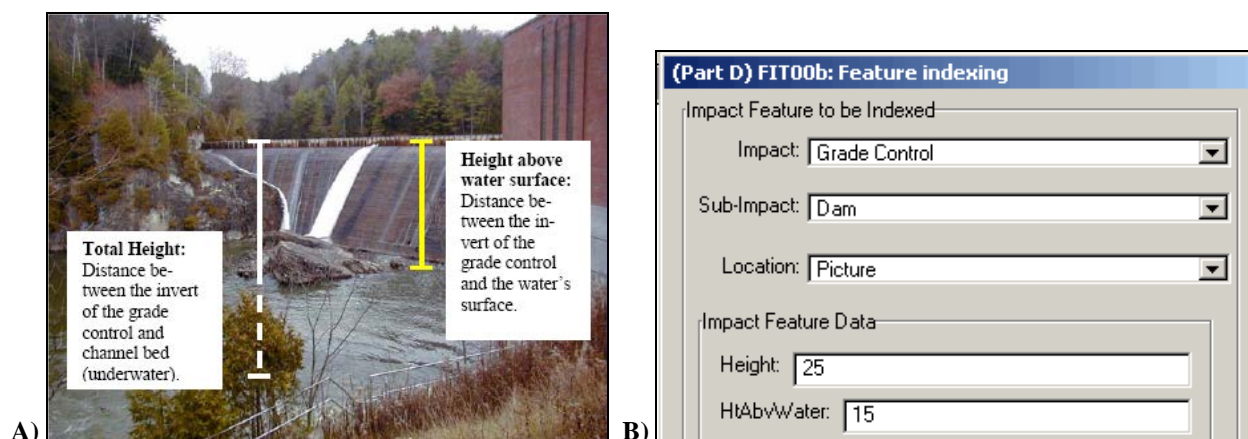 Total Height:
Distance be-
tween the invert
of the grade
control and
channel bed
(underwater).
Height above
water surface:
Distance be-
tween the in-
vert of the
grade control
and the water's
surface.
A)
(Part D) FIT00b: Feature indexing
Impact Feature to be Indexed
Impact: Grade Control
Sub-Impact: Dam
Location: Picture
Impact Feature Data
Height: 25
HtAbvWater: 15
B)